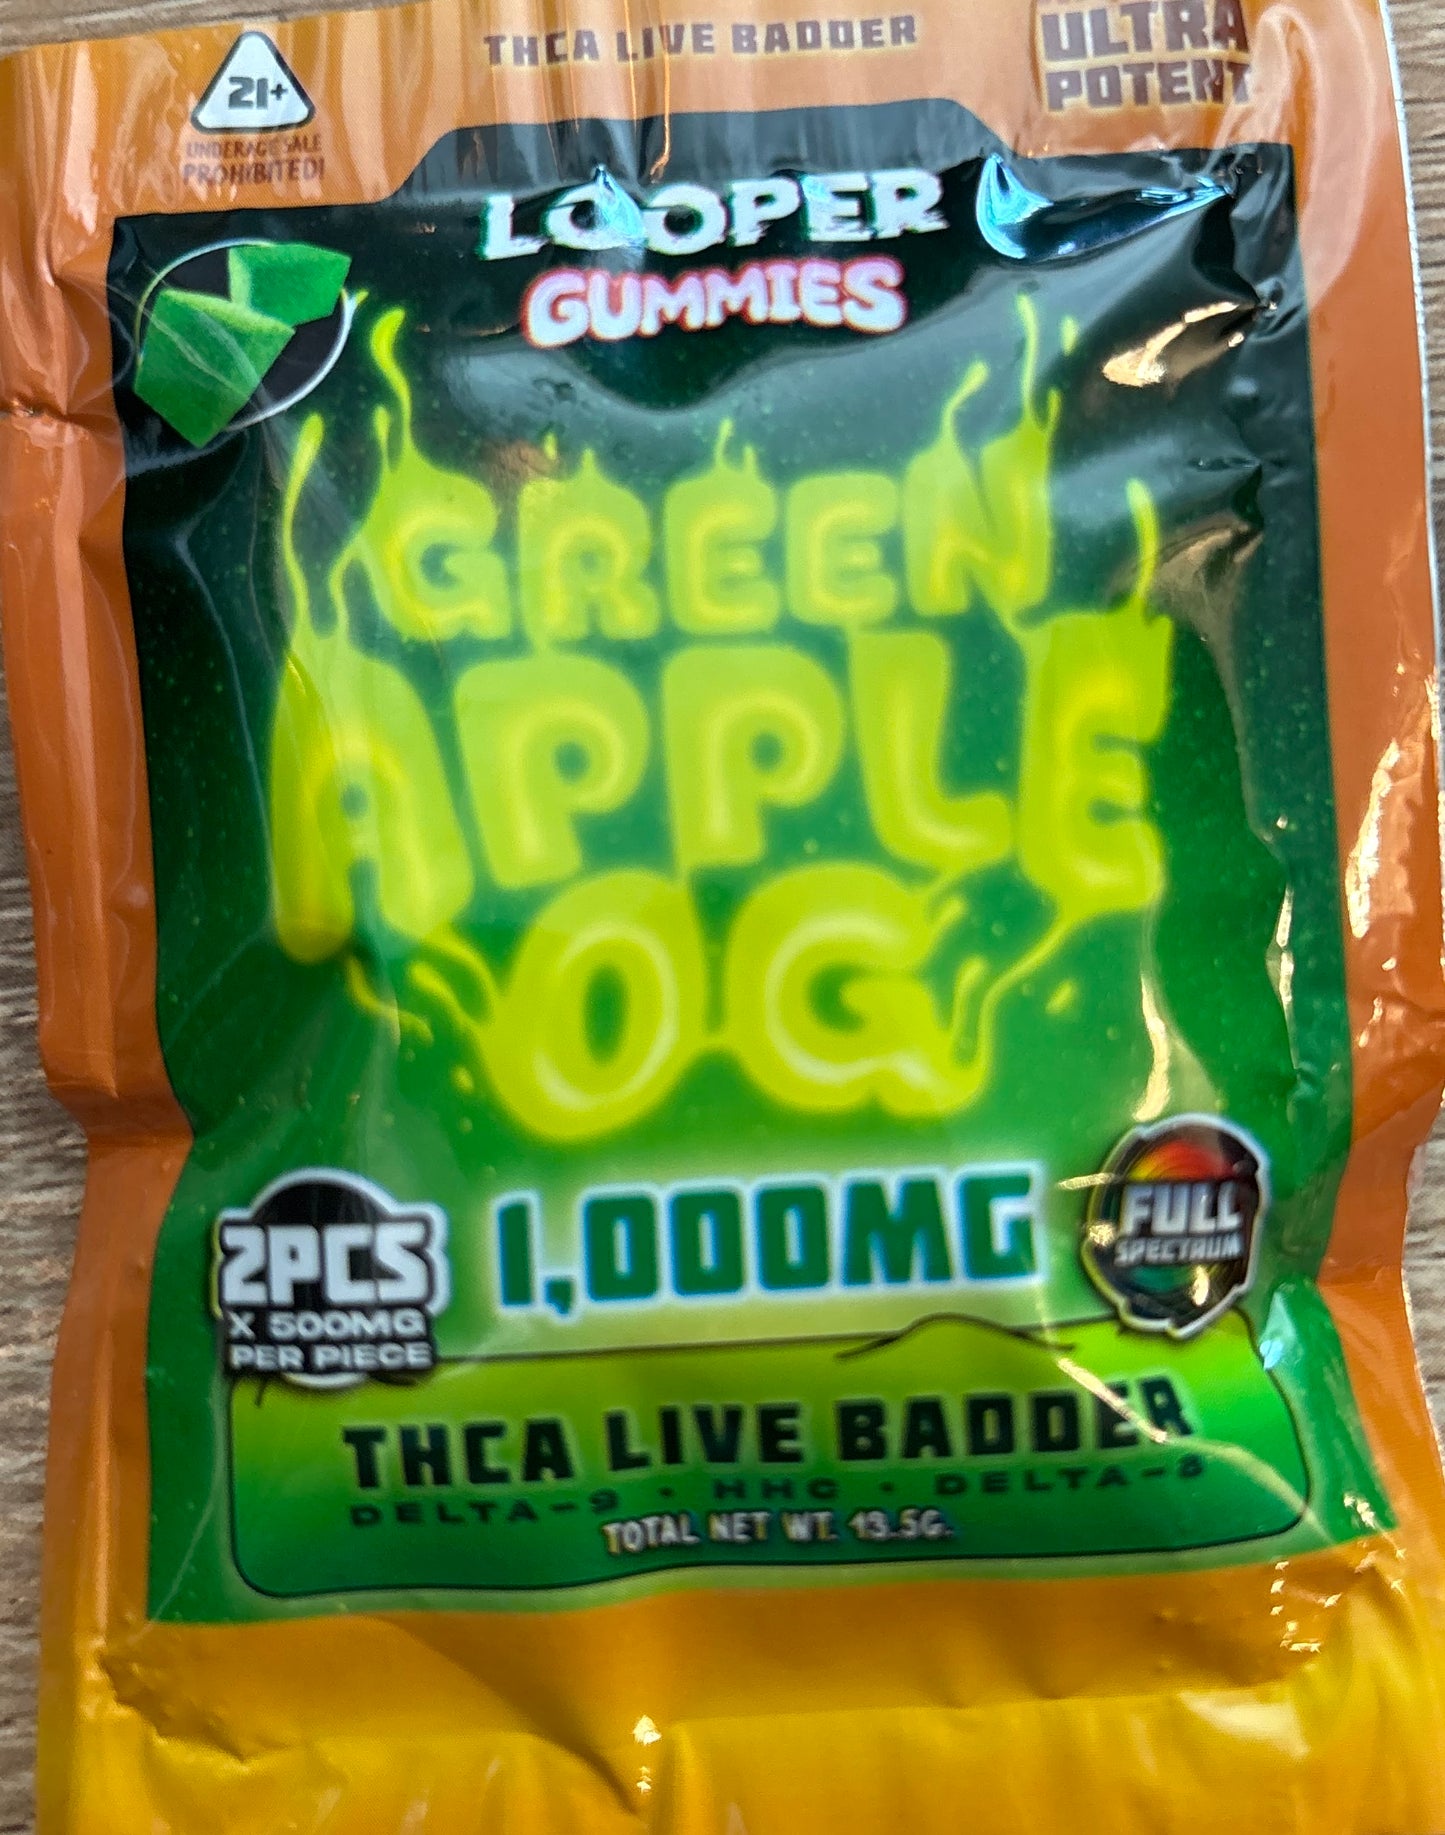 THCA LIVE BADDER
ULTRA
POTENT
21+
UNDERAGE SALE
PROHIBITED!
LOOPER
GUMMIES
GREEN
APPLE
OG
2PCS
X 500MG
PER PIECE
1,000MG
FULL
SPECTRUM
THCA LIVE BADDER
DELTA-9 • HHC • DELTA-8
TOTAL NET WT. 13.5G.